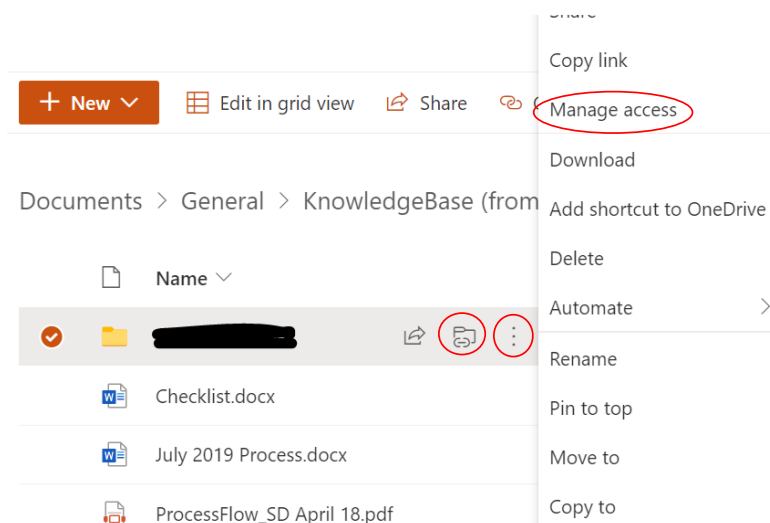 Copy link
New
Edit in grid view
Share
Manage access
Download
Documents > General > KnowledgeBase (from
Add shortcut to OneDrive
Delete
Name
Automate
Rename
Checklist.docx
Pin to top
July 2019 Process.docx
Move to
ProcessFlow_SD April 18.pdf
Copy to